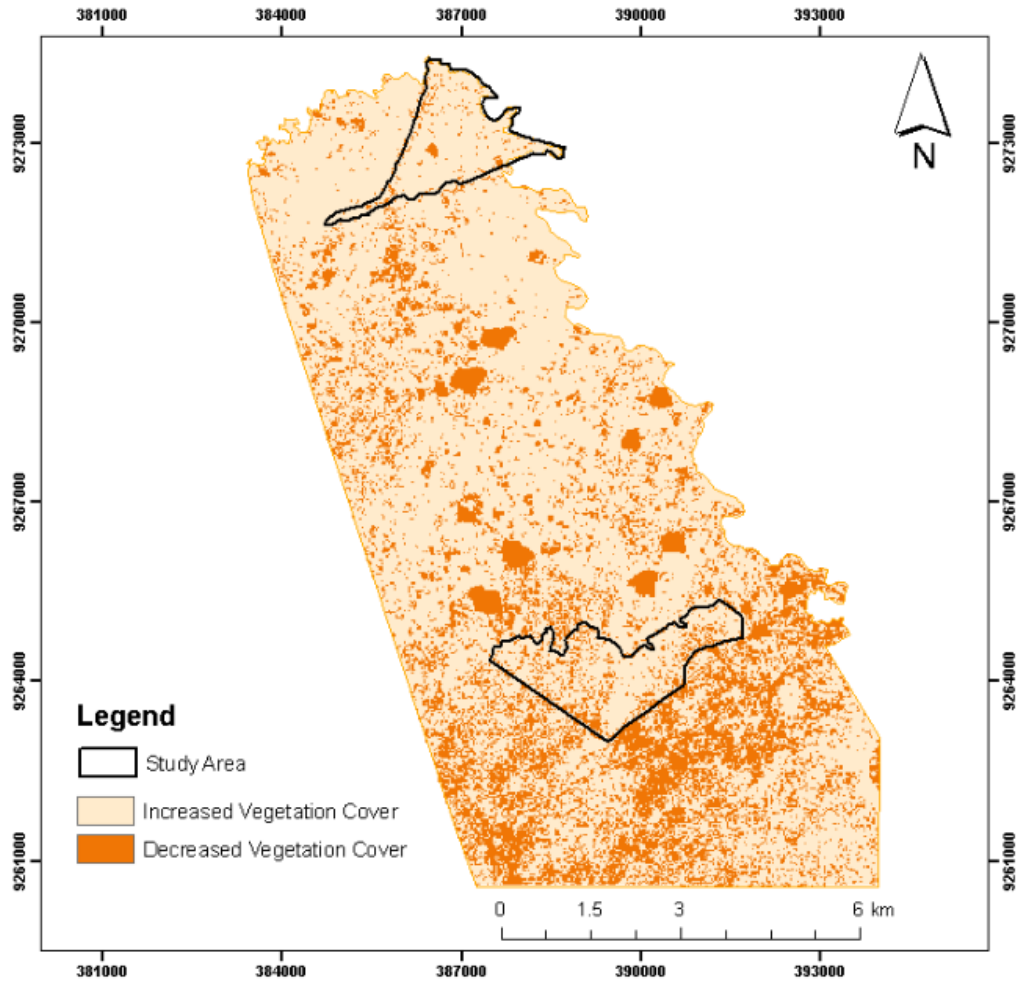 381000 384000 387000 390000 393000
N
9273000 9273000
9270000 9270000
9267000 9267000
9264000 9264000
9261000 9261000
Legend
Study Area
Increased Vegetation Cover
Decreased Vegetation Cover
0 1.5 3 6 km
381000 384000 387000 390000 393000